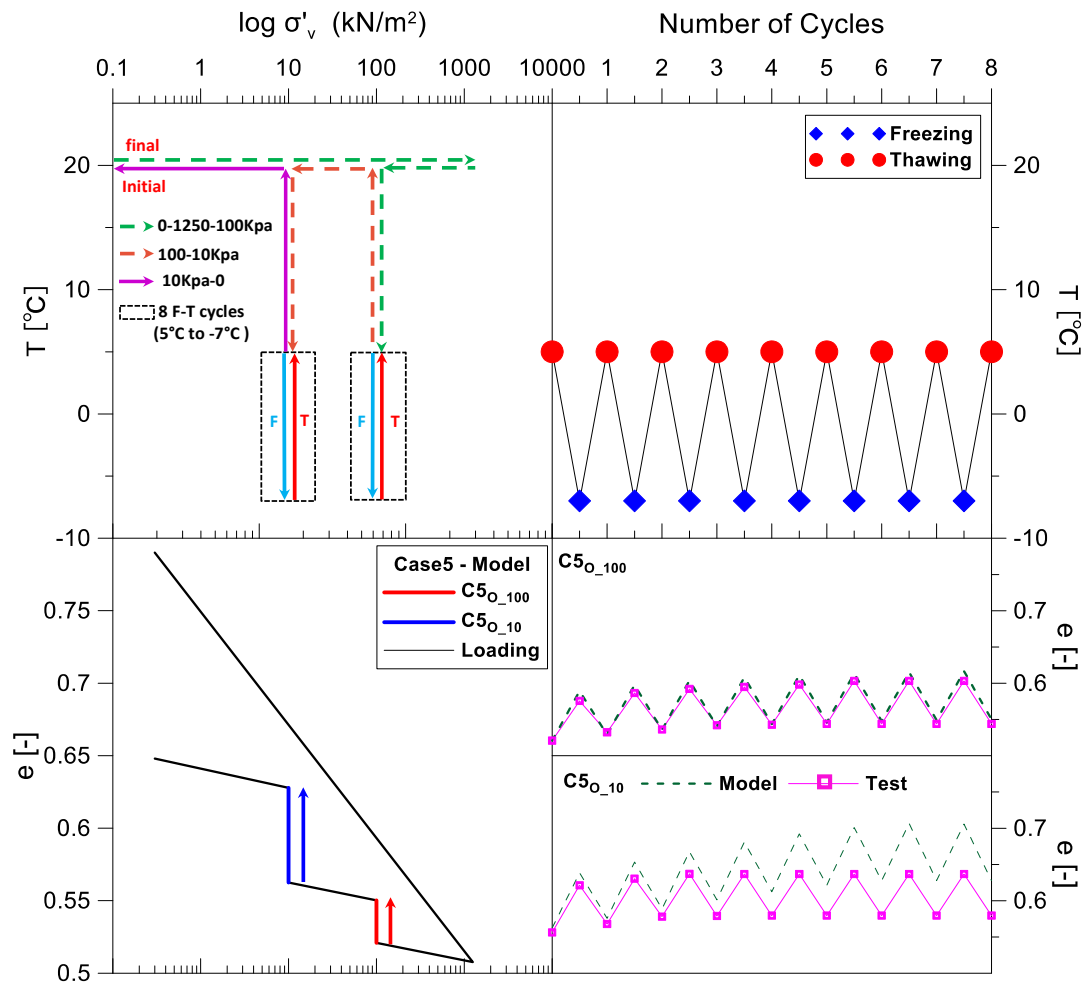 log σ'v (kN/m2)
Number of Cycles
0.1 1 10 100 1000 10000
0 1 2 3 4 5 6 7 8
final
Initial
0-1250-100Kpa
100-10Kpa
10Kpa-0
8 F-T cycles
(5°C to -7°C )
F T
F T
T [°C]
20
10
0
-10
Freezing
Thawing
T [°C]
20
10
0
-10
Case5 - Model
C5O_100
C5O_10
Loading
e [-]
0.75
0.7
0.65
0.6
0.55
0.5
C5O_100
e [-]
0.7
0.6
C5O_10 Model Test
e [-]
0.7
0.6